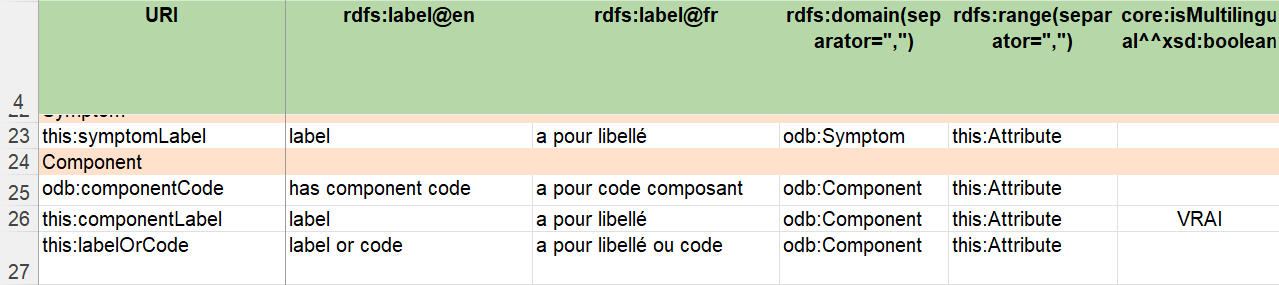 URI rdfs:label@en rdfs:label@fr rdfs:domain(sep rdfs:range(separ core:isMultilingu
arator=",") ator=",") al^^xsd:boolean
4
22 Symptom
23 this:symptomLabel label a pour libellé odb:Symptom this:Attribute
24 Component
25 odb:componentCode has component code a pour code composant odb:Component this:Attribute
26 this:componentLabel label a pour libellé odb:Component this:Attribute VRAI
27 this:labelOrCode label or code a pour libellé ou code odb:Component this:Attribute